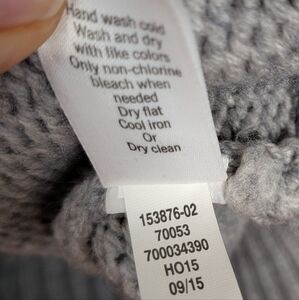 Hand wash cold
Wash and dry
with like colors
Only non-chlorine
bleach when
needed
Dry flat
Cool iron
Or
Dry clean
153876-02
70053
700034390
HO15
09/15